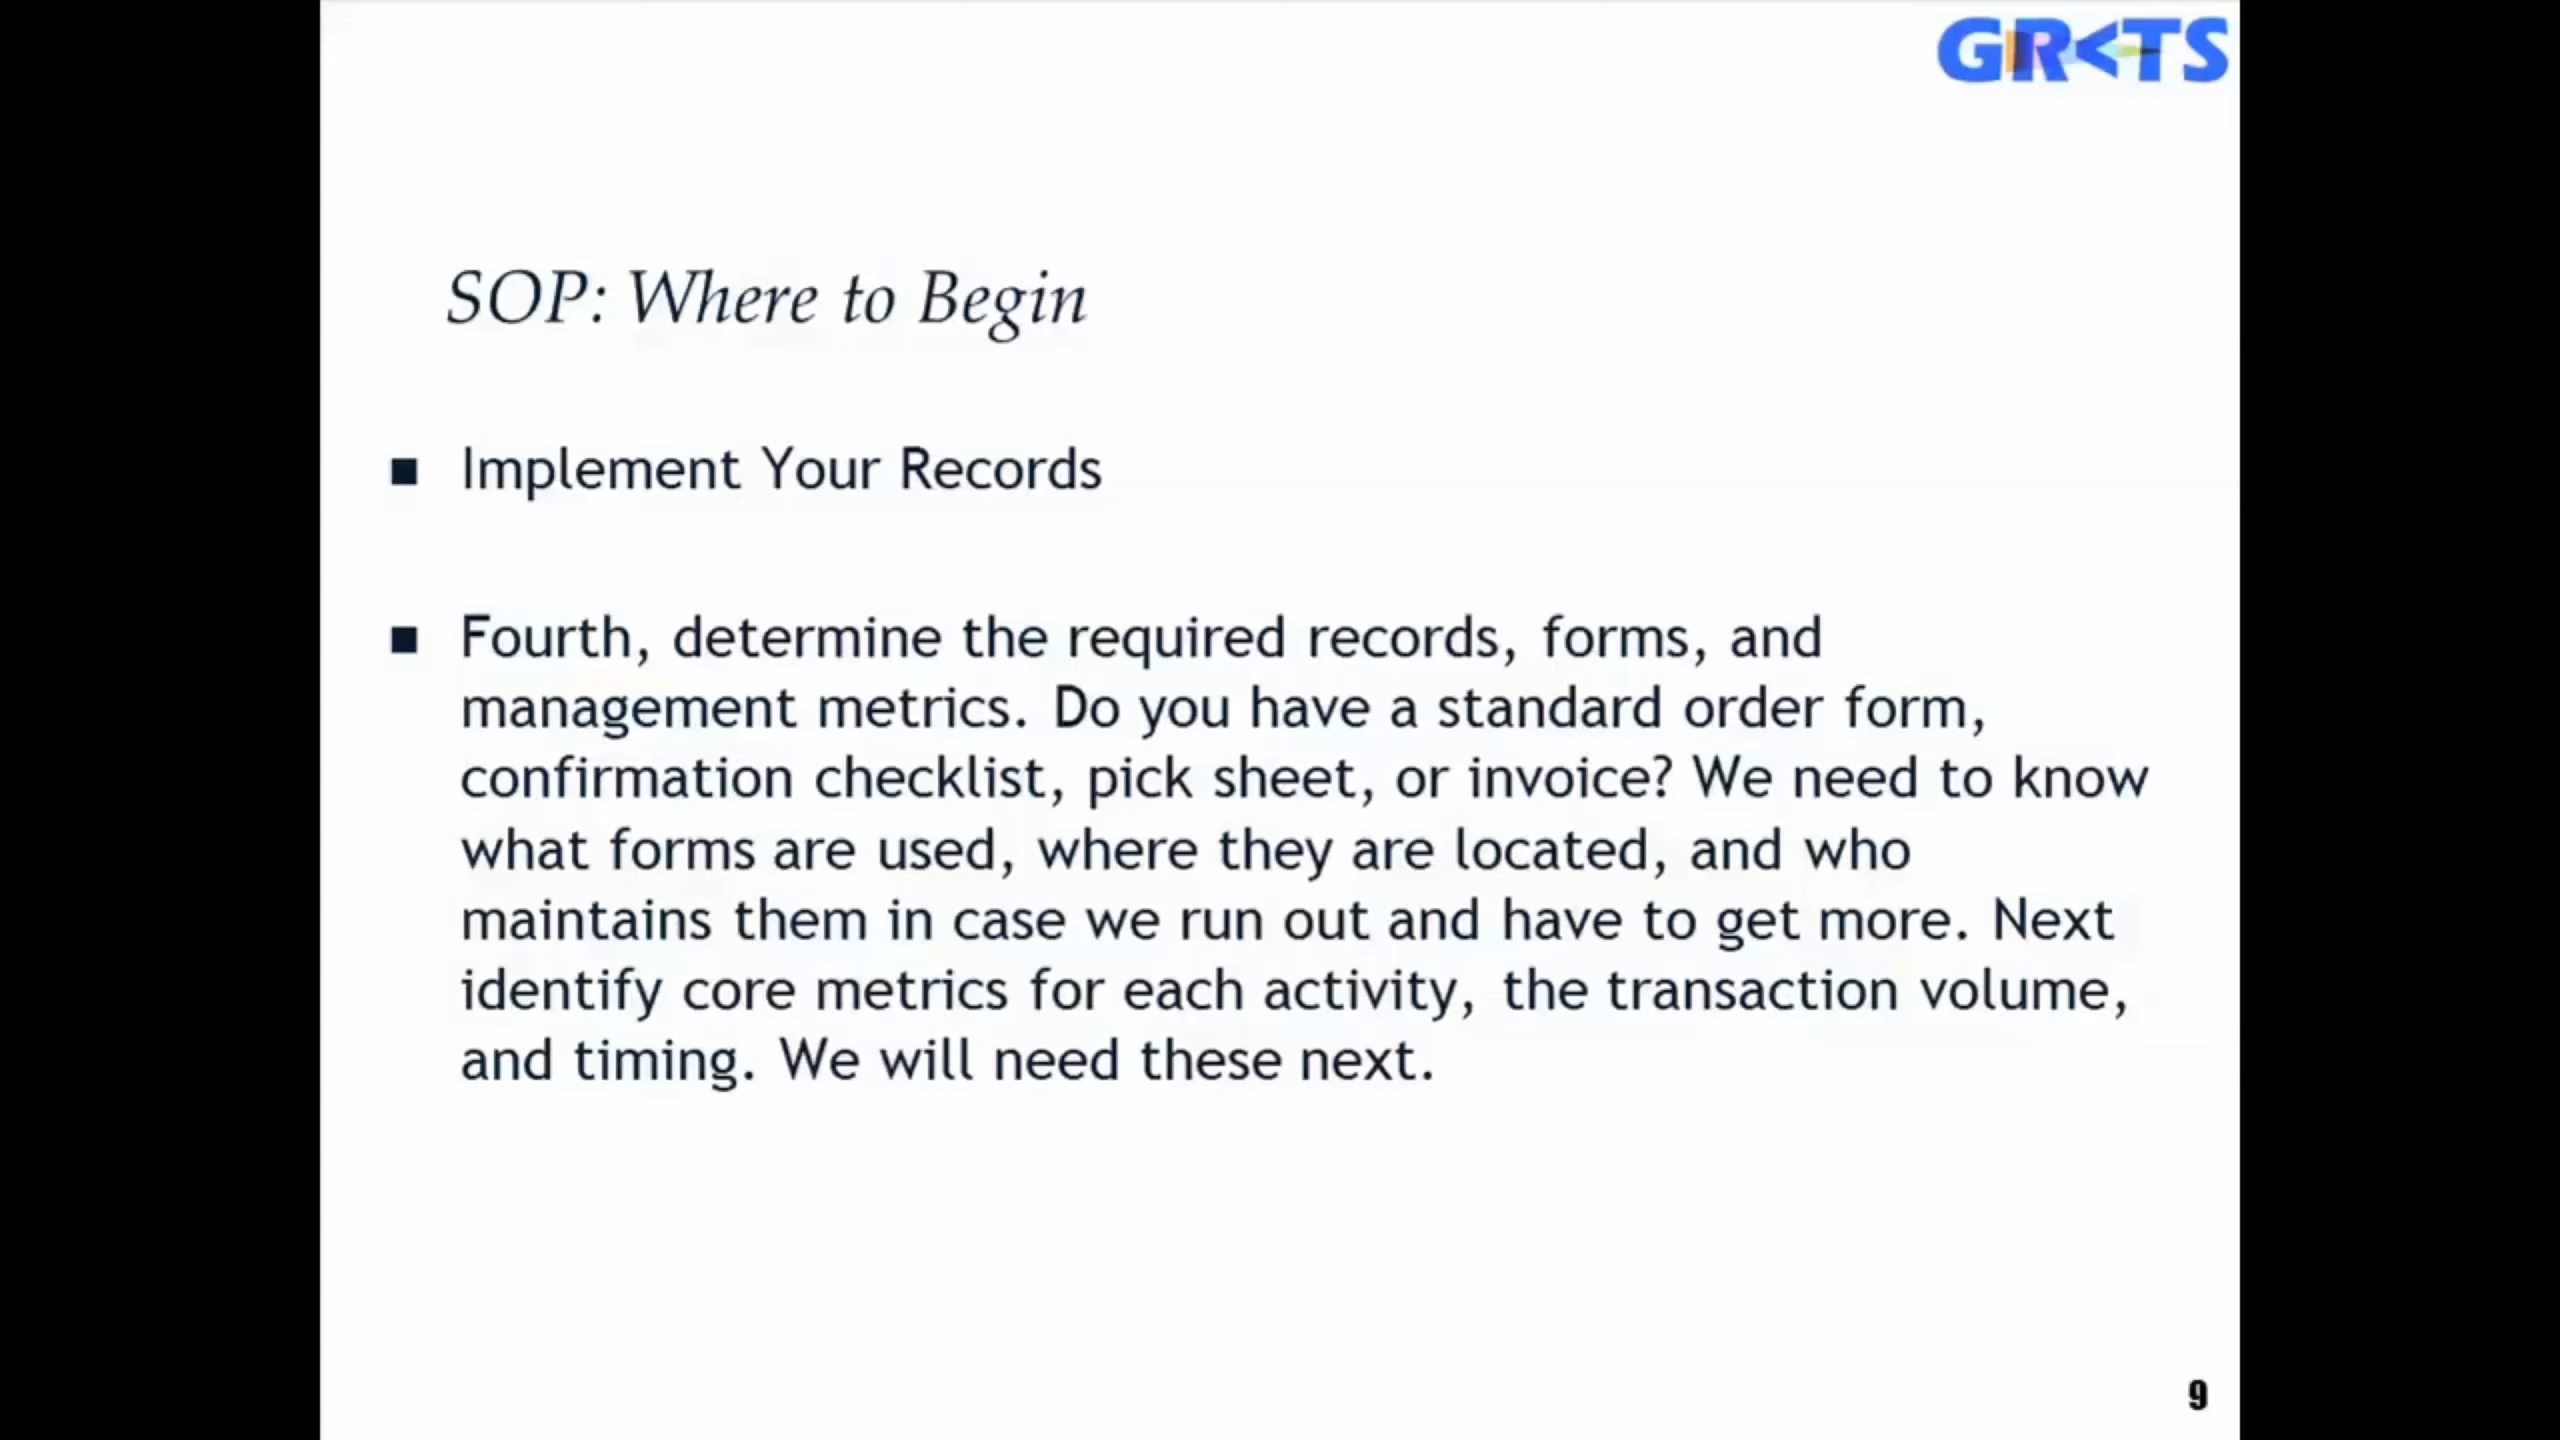 GR<TS
SOP: Where to Begin
■ Implement Your Records
■ Fourth, determine the required records, forms, and
management metrics. Do you have a standard order form,
confirmation checklist, pick sheet, or invoice? We need to know
what forms are used, where they are located, and who
maintains them in case we run out and have to get more. Next
identify core metrics for each activity, the transaction volume,
and timing. We will need these next.
9